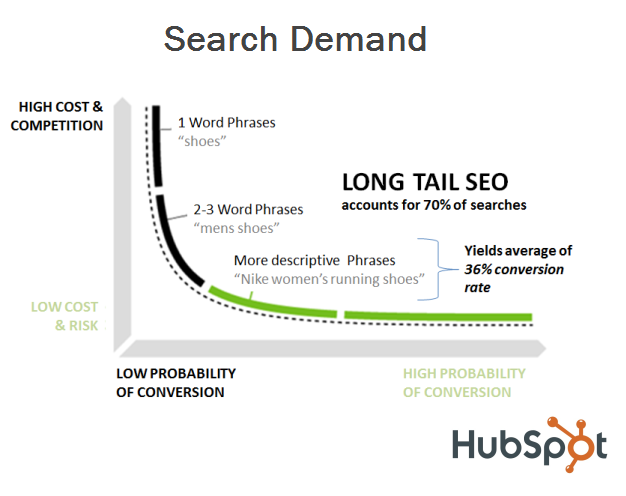 Search Demand
HIGH COST &
COMPETITION
1 Word Phrases
“shoes”
LONG TAIL SEO
accounts for 70% of searches
2-3 Word Phrases
“mens shoes”
More descriptive Phrases
“Nike women’s running shoes”
Yields average of
36% conversion
rate
LOW COST
& RISK
LOW PROBABILITY
OF CONVERSION
HIGH PROBABILITY
OF CONVERSION
HubSpot